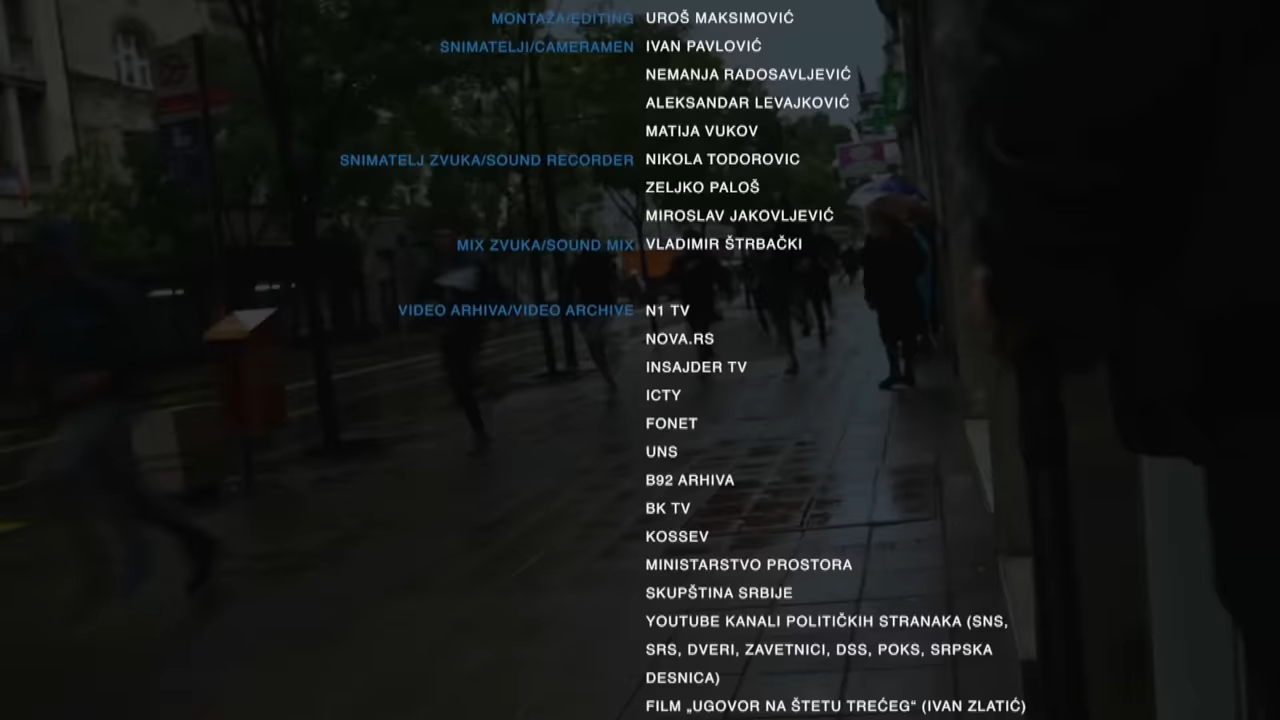 MONTAŽA/EDITING UROŠ MAKSIMOVIĆ
SNIMATELJI/CAMERAMEN IVAN PAVLOVIĆ
NEMANJA RADOSAVLJEVIĆ
ALEKSANDAR LEVAJKOVIĆ
MATIJA VUKOV
SNIMATELJ ZVUKA/SOUND RECORDER NIKOLA TODOROVIC
ZELJKO PALOŠ
MIROSLAV JAKOVLJEVIĆ
MIX ZVUKA/SOUND MIX VLADIMIR ŠTRBAČKI
VIDEO ARHIVA/VIDEO ARCHIVE N1 TV
NOVA.RS
INSAJDER TV
ICTY
FONET
UNS
B92 ARHIVA
BK TV
KOSSEV
MINISTARSTVO PROSTORA
SKUPŠTINA SRBIJE
YOUTUBE KANALI POLITIČKIH STRANAKA (SNS,
SRS, DVERI, ZAVETNICI, DSS, POKS, SRPSKA
DESNICA)
FILM „UGOVOR NA ŠTETU TREĆEG“ (IVAN ZLATIĆ)